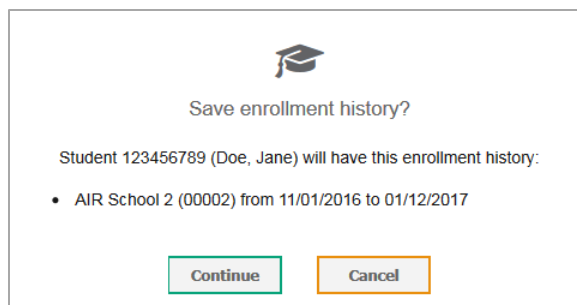 Save enrollment history?
Student 123456789 (Doe, Jane) will have this enrollment history:
• AIR School 2 (00002) from 11/01/2016 to 01/12/2017
Continue Cancel